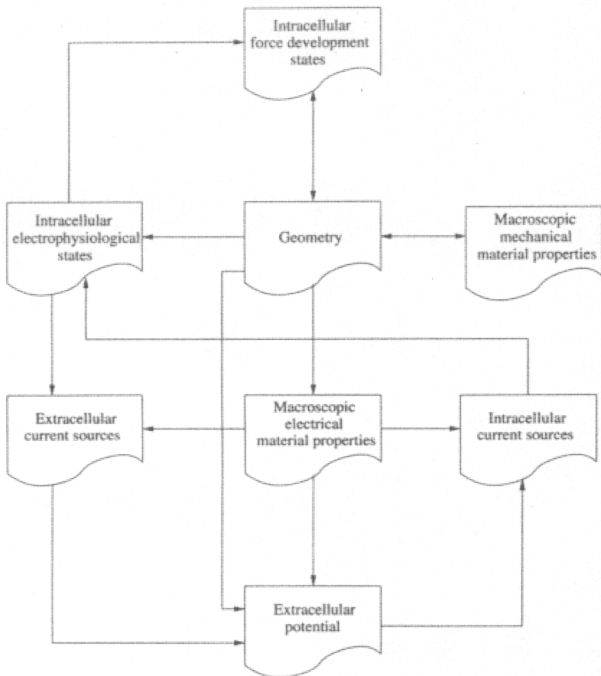 Intracellular
force development
states
Intracellular
electrophysiological
states
Geometry
Macroscopic
mechanical
material properties
Extracellular
current sources
Macroscopic
electrical
material properties
Intracellular
current sources
Extracellular
potential